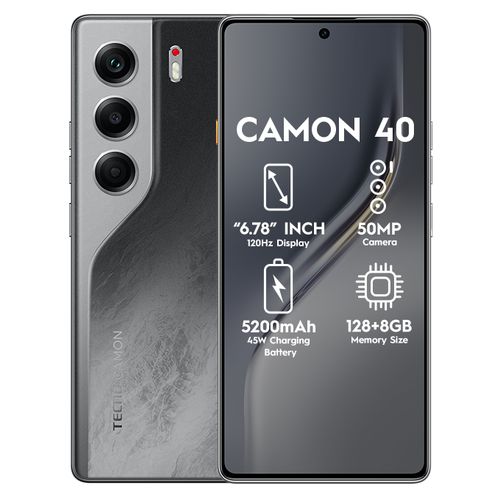 CAMON 40
“6.78” INCH
120Hz Display
50MP
Camera
5200mAh
45W Charging
Battery
128+8GB
Memory Size
TECNO CAMON